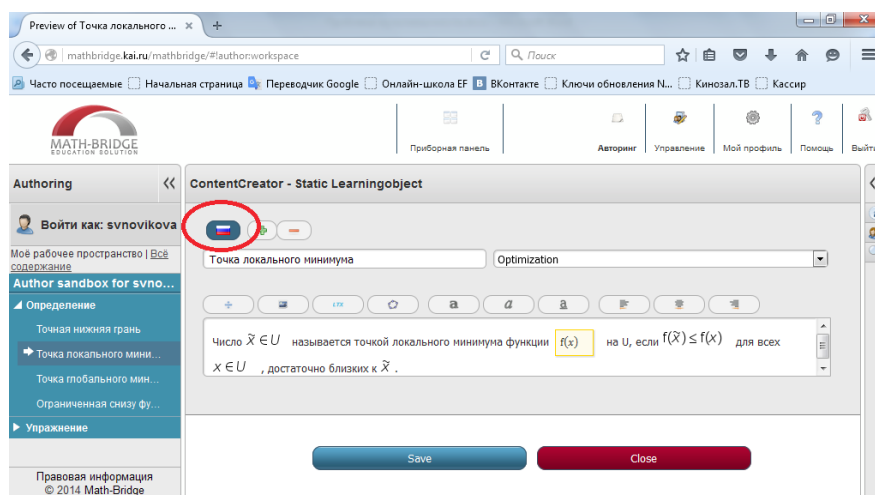 Preview of Точка локального ...
mathbridge.kai.ru/mathbridge/#!author:workspace
Поиск
Часто посещаемые Начальная страница Переводчик Google Онлайн-школа EF ВКонтакте Ключи обновления N... Кинозал.ТВ Кассир
MATH-BRIDGE
EDUCATION SOLUTION
Приборная панель Авторинг Управление Мой профиль Помощь Выйти
Authoring
ContentCreator - Static Learningobject
Войти как: svnovikova
Моё рабочее пространство | Всё
содержание
Author sandbox for svno...
Определение
Точная нижняя грань
Точка локального мини...
Точка глобального мин...
Ограниченная снизу фу...
Упражнение
Правовая информация
© 2014 Math-Bridge
Точка локального минимума Optimization
LTX a a a
Число x̃ ∈ U называется точкой локального минимума функции f(x) на U, если f(x̃) ≤ f(x) для всех
x ∈ U , достаточно близких к x̃ .
Save Close